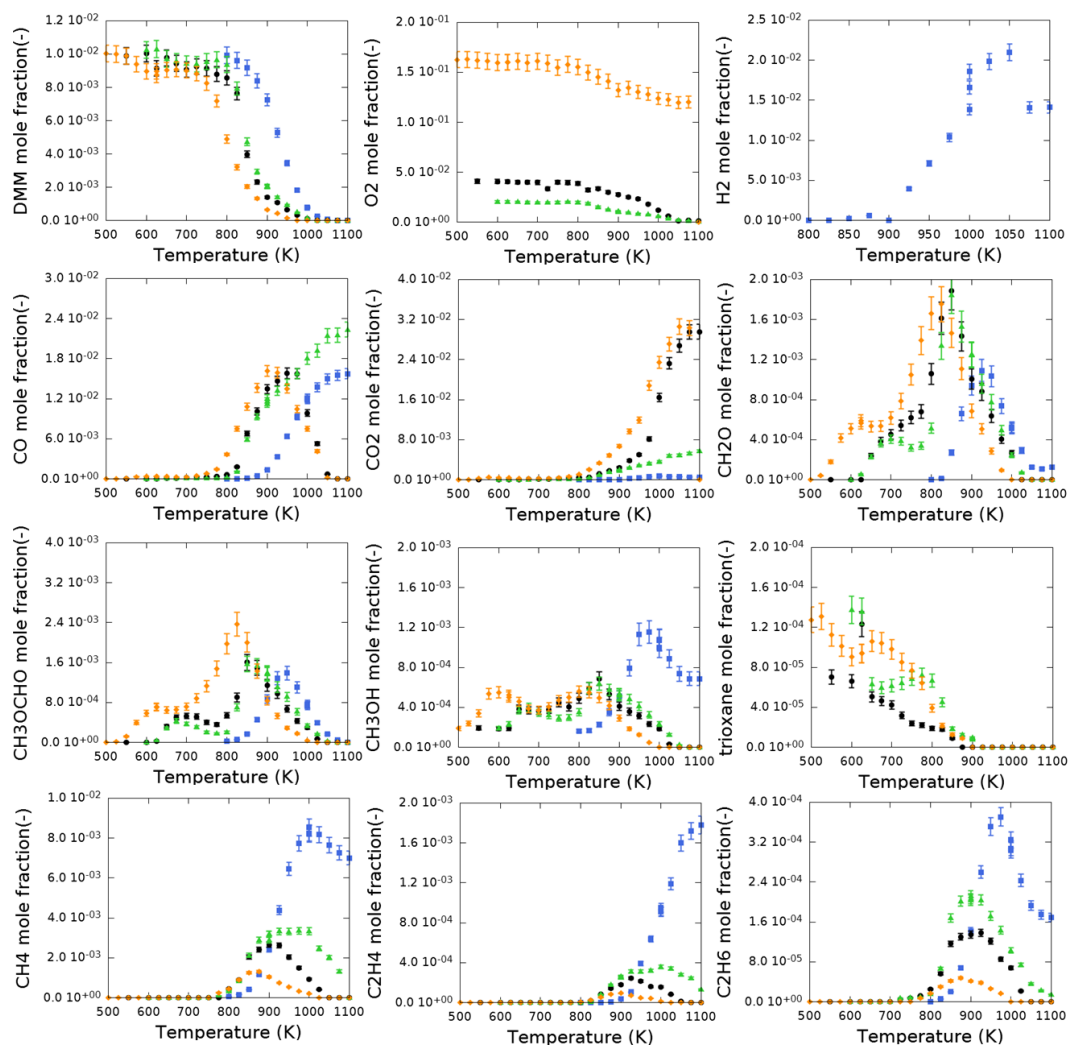 DMM mole fraction(-)
1.2 10⁻⁰²
1.0 10⁻⁰²
8.0 10⁻⁰³
6.0 10⁻⁰³
4.0 10⁻⁰³
2.0 10⁻⁰³
0.0 10⁺⁰⁰
500 600 700 800 900 1000 1100
Temperature (K)
O2 mole fraction(-)
2.0 10⁻⁰¹
1.5 10⁻⁰¹
1.0 10⁻⁰¹
5.0 10⁻⁰²
0.0 10⁺⁰⁰
500 600 700 800 900 1000 1100
Temperature (K)
H2 mole fraction(-)
2.5 10⁻⁰²
2.0 10⁻⁰²
1.5 10⁻⁰²
1.0 10⁻⁰²
5.0 10⁻⁰³
0.0 10⁺⁰⁰
800 850 900 950 1000 1050 1100
Temperature (K)
CO mole fraction(-)
3.0 10⁻⁰²
2.4 10⁻⁰²
1.8 10⁻⁰²
1.2 10⁻⁰²
6.0 10⁻⁰³
0.0 10⁺⁰⁰
500 600 700 800 900 1000 1100
Temperature (K)
CO2 mole fraction(-)
4.0 10⁻⁰²
3.2 10⁻⁰²
2.4 10⁻⁰²
1.6 10⁻⁰²
8.0 10⁻⁰³
0.0 10⁺⁰⁰
500 600 700 800 900 1000 1100
Temperature (K)
CH2O mole fraction(-)
2.0 10⁻⁰³
1.6 10⁻⁰³
1.2 10⁻⁰³
8.0 10⁻⁰⁴
4.0 10⁻⁰⁴
0.0 10⁺⁰⁰
500 600 700 800 900 1000 1100
Temperature (K)
CH3OCHO mole fraction(-)
4.0 10⁻⁰³
3.2 10⁻⁰³
2.4 10⁻⁰³
1.6 10⁻⁰³
8.0 10⁻⁰⁴
0.0 10⁺⁰⁰
500 600 700 800 900 1000 1100
Temperature (K)
CH3OH mole fraction(-)
2.0 10⁻⁰³
1.6 10⁻⁰³
1.2 10⁻⁰³
8.0 10⁻⁰⁴
4.0 10⁻⁰⁴
0.0 10⁺⁰⁰
500 600 700 800 900 1000 1100
Temperature (K)
trioxane mole fraction(-)
2.0 10⁻⁰⁴
1.6 10⁻⁰⁴
1.2 10⁻⁰⁴
8.0 10⁻⁰⁵
4.0 10⁻⁰⁵
0.0 10⁺⁰⁰
500 600 700 800 900 1000 1100
Temperature (K)
CH4 mole fraction(-)
1.0 10⁻⁰²
8.0 10⁻⁰³
6.0 10⁻⁰³
4.0 10⁻⁰³
2.0 10⁻⁰³
0.0 10⁺⁰⁰
500 600 700 800 900 1000 1100
Temperature (K)
C2H4 mole fraction(-)
2.0 10⁻⁰³
1.6 10⁻⁰³
1.2 10⁻⁰³
8.0 10⁻⁰⁴
4.0 10⁻⁰⁴
0.0 10⁺⁰⁰
500 600 700 800 900 1000 1100
Temperature (K)
C2H6 mole fraction(-)
4.0 10⁻⁰⁴
3.2 10⁻⁰⁴
2.4 10⁻⁰⁴
1.6 10⁻⁰⁴
8.0 10⁻⁰⁵
0.0 10⁺⁰⁰
500 600 700 800 900 1000 1100
Temperature (K)